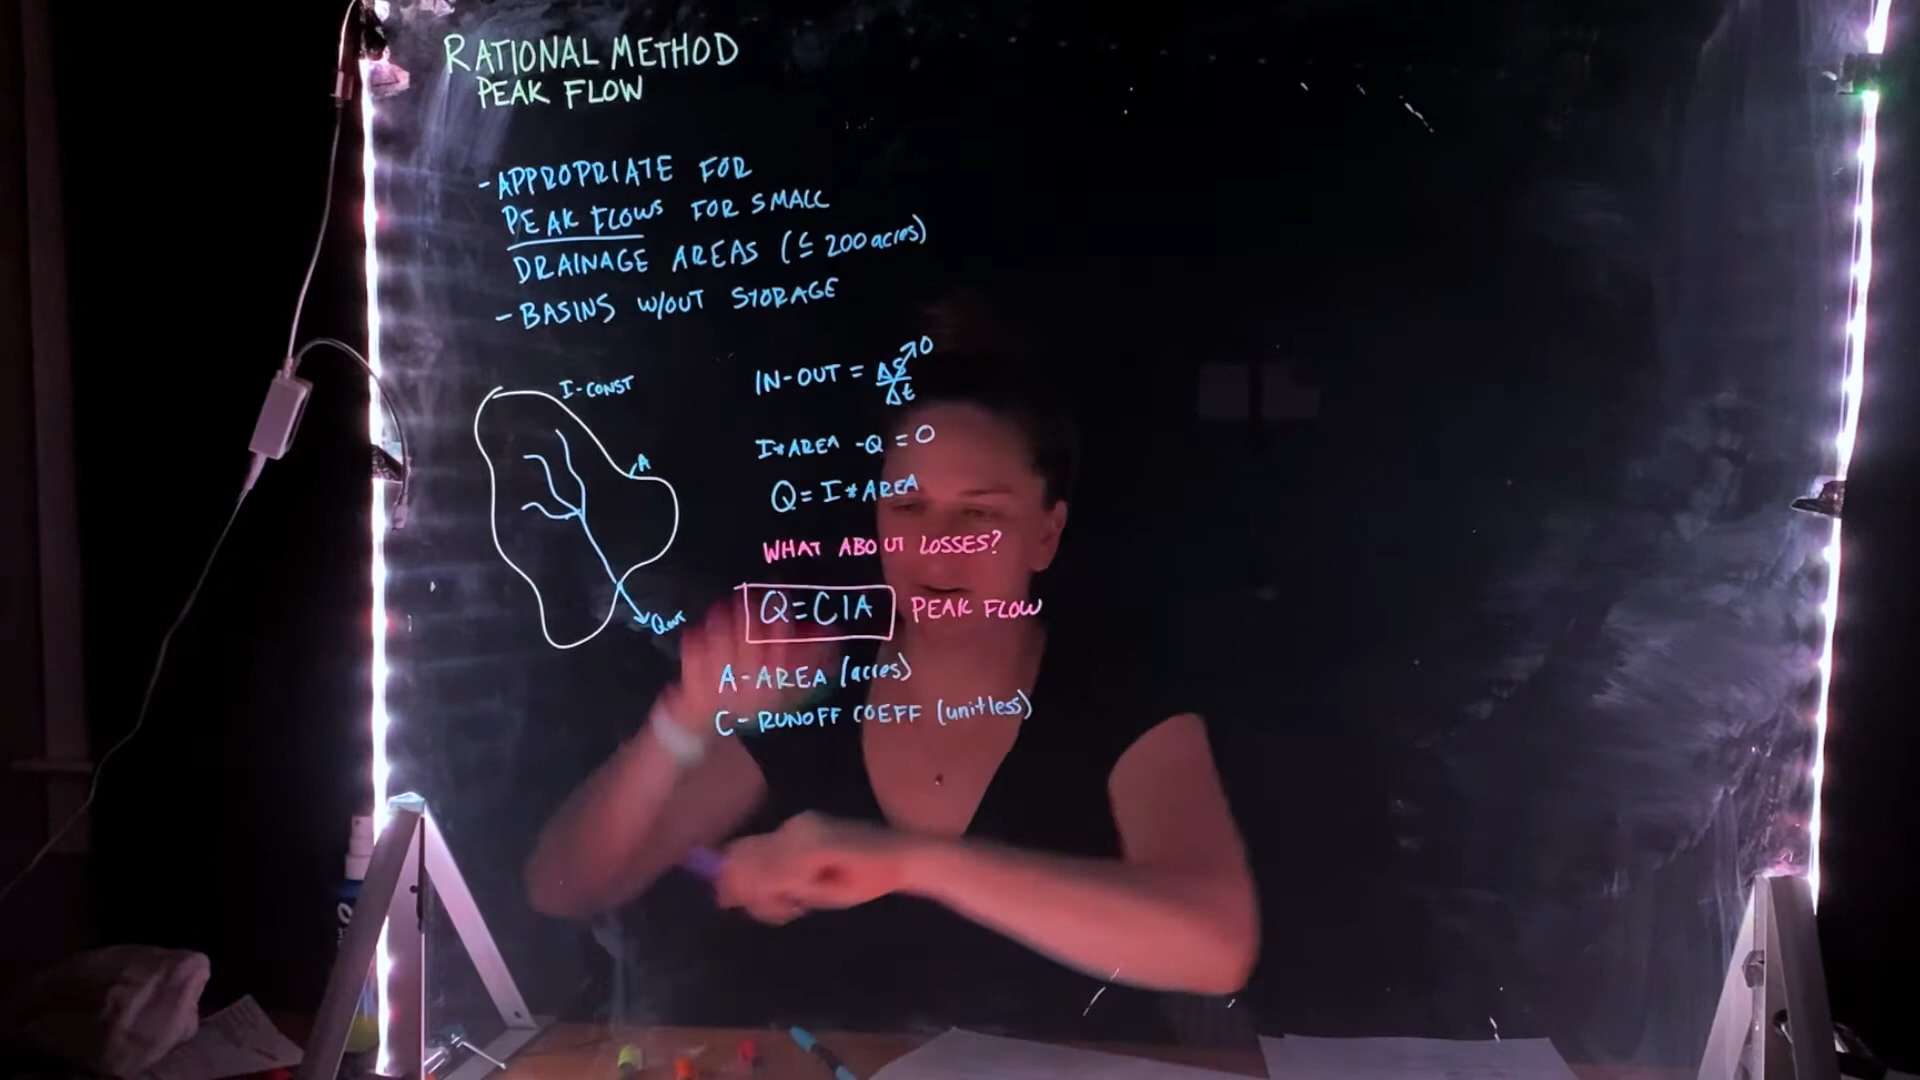 RATIONAL METHOD
PEAK FLOW
-APPROPRIATE FOR
PEAK FLOWS FOR SMALL
DRAINAGE AREAS (≤ 200 acres)
- BASINS W/OUT STORAGE
I-CONST
A
QOUT
IN-OUT = ΔS/Δt →0
I*AREA -Q = 0
Q = I * AREA
WHAT ABOUT LOSSES?
Q=CIA PEAK FLOW
A-AREA (acres)
C- RUNOFF COEFF (unitless)